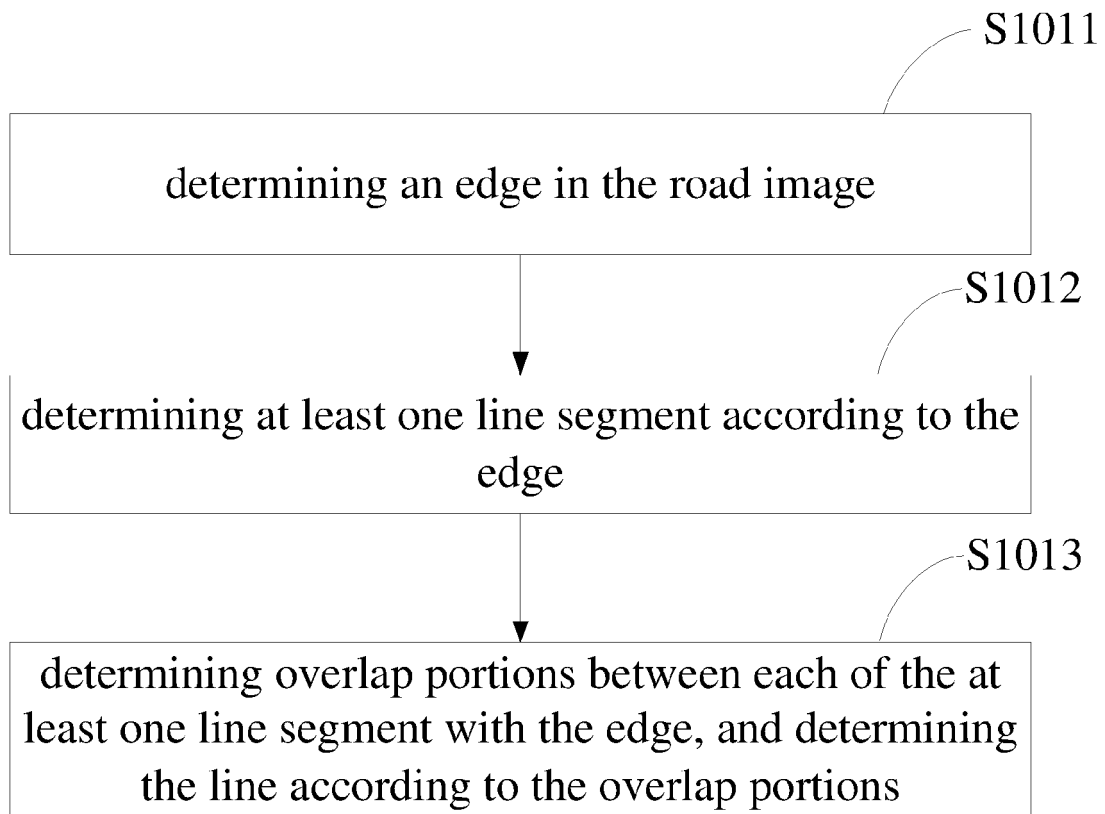 S1011
determining an edge in the road image
S1012
determining at least one line segment according to the
edge
S1013
determining overlap portions between each of the at
least one line segment with the edge, and determining
the line according to the overlap portions